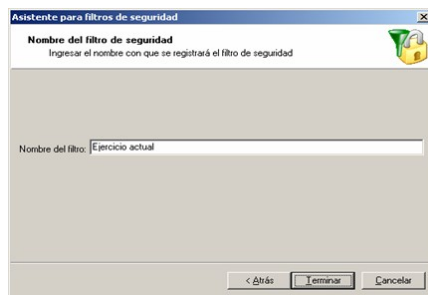 Asistente para filtros de seguridad
Nombre del filtro de seguridad
Ingresar el nombre con que se registrará el filtro de seguridad
Nombre del filtro: Ejercicio actual
< Atrás Terminar Cancelar